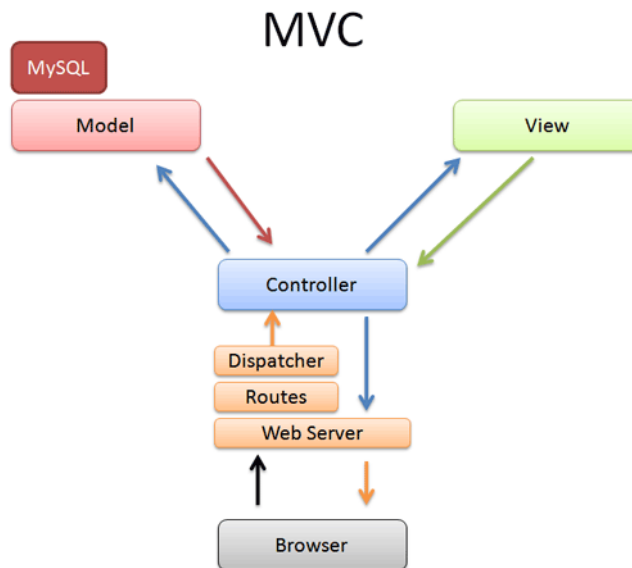 MVC
MySQL
Model
View
Controller
Dispatcher
Routes
Web Server
Browser